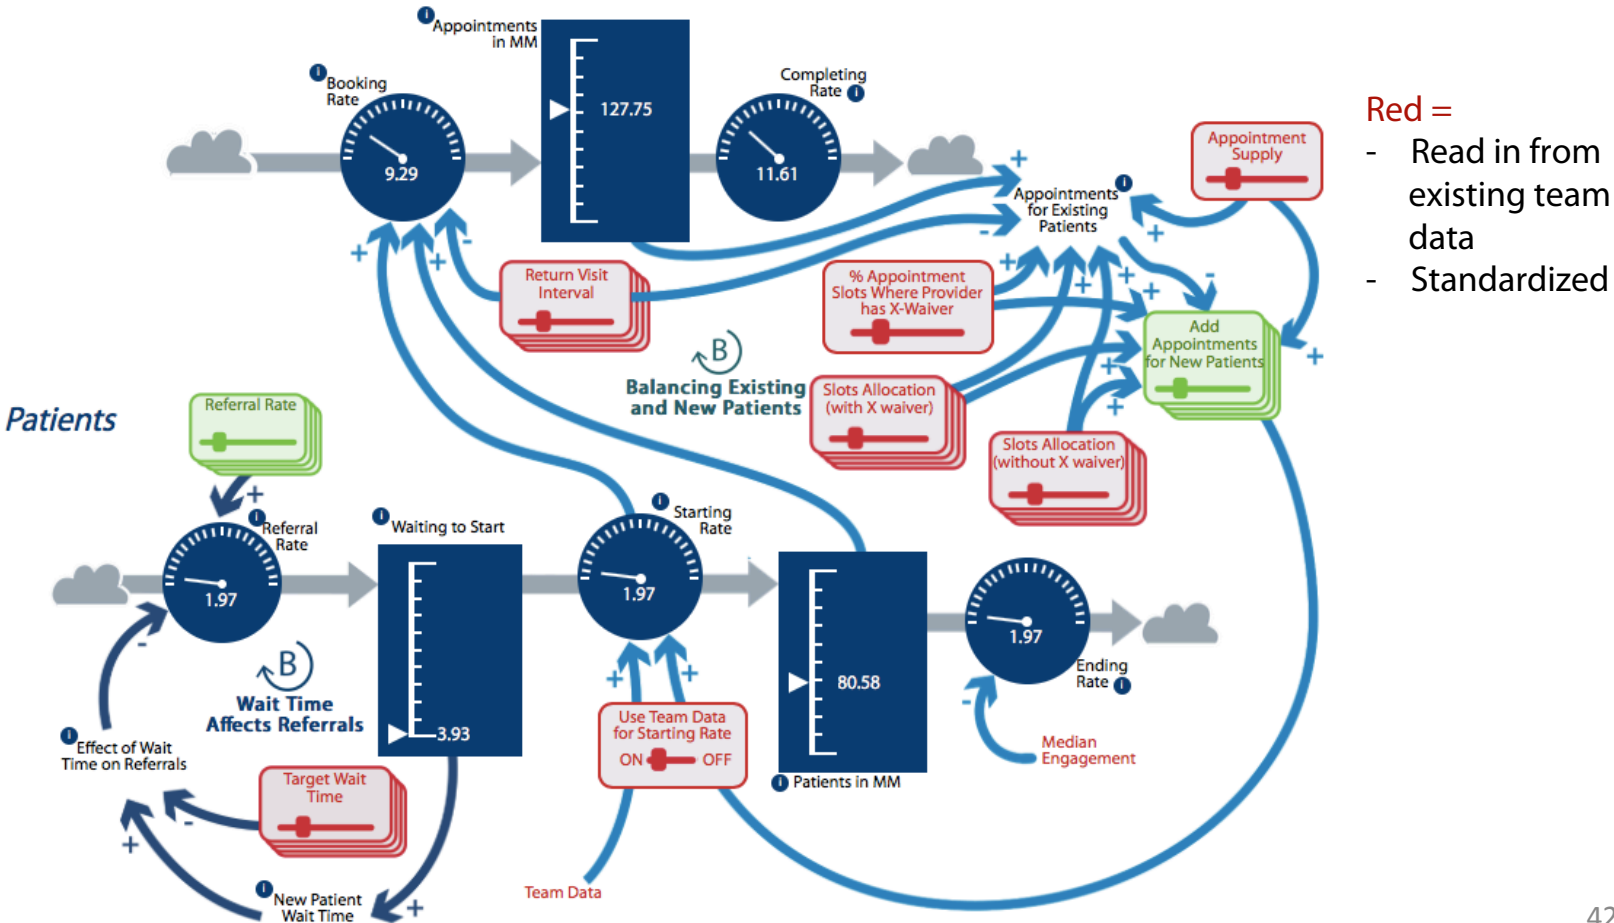 Appointments
in MM
127.75
Booking
Rate
9.29
Completing
Rate
11.61
Appointments
for Existing
Patients
Appointment
Supply
Red =
- Read in from
existing team
data
- Standardized
Return Visit
Interval
% Appointment
Slots Where Provider
has X-Waiver
Add
Appointments
for New Patients
B
Balancing Existing
and New Patients
Slots Allocation
(with X waiver)
Slots Allocation
(without X waiver)
Patients
Referral Rate
Referral
Rate
1.97
Waiting to Start
3.93
Starting
Rate
1.97
80.58
Patients in MM
1.97
Ending
Rate
Median
Engagement
B
Wait Time
Affects Referrals
Effect of Wait
Time on Referrals
Target Wait
Time
New Patient
Wait Time
Use Team Data
for Starting Rate
ON OFF
Team Data
42